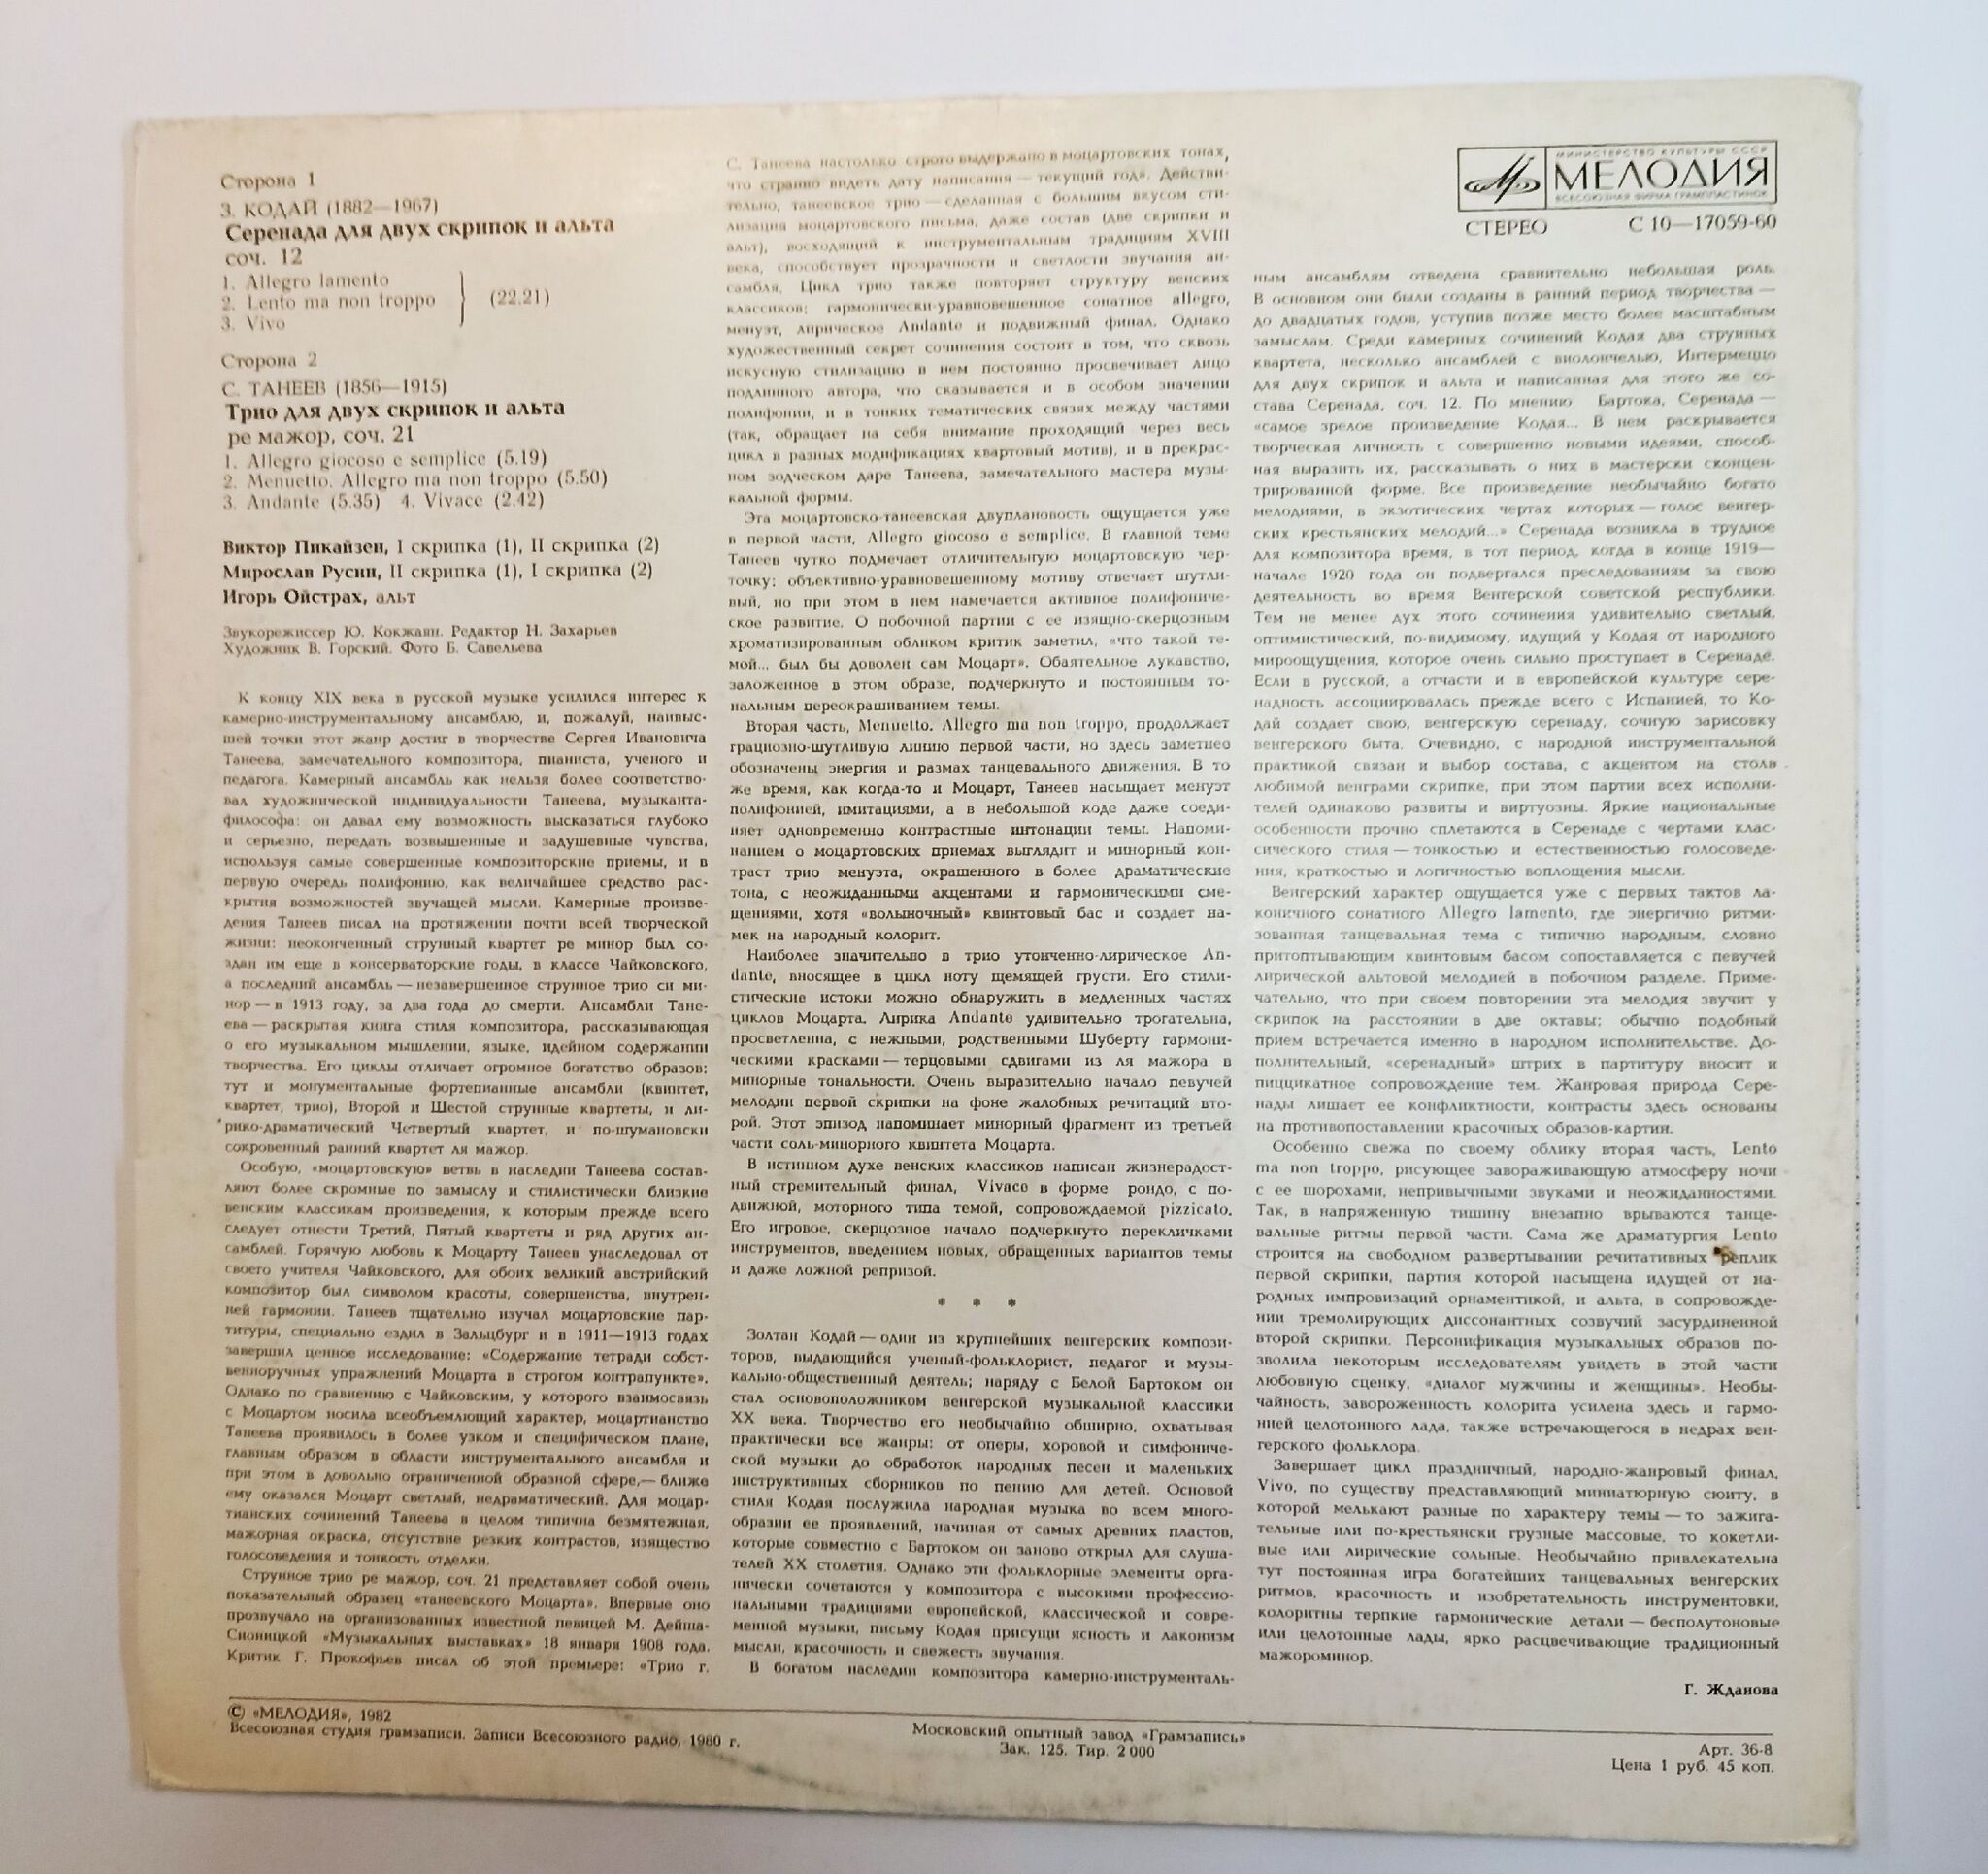 Сторона 1
З. КОДАЙ (1882—1967)
Серенада для двух скрипок и альта
соч. 12
1. Allegro lamento
2. Lento ma non troppo (22.21)
3. Vivo
Сторона 2
С. ТАНЕЕВ (1856—1915)
Трио для двух скрипок и альта
ре мажор, соч. 21
1. Allegro giocoso e semplice (5.19)
2. Menuetto. Allegro ma non troppo (5.50)
3. Andante (5.35) 4. Vivace (2.42)
Виктор Пикайзен, I скрипка (1), II скрипка (2)
Мирослав Русин, II скрипка (1), I скрипка (2)
Игорь Ойстрах, альт
Звукорежиссер Ю. Кокжаян. Редактор Н. Захарьев
Художник В. Горский. Фото Б. Савельева
К концу XIX века в русской музыке усилился интерес к
камерно-инструментальному ансамблю, и, пожалуй, наивыс-
шей точки этот жанр достиг в творчестве Сергея Ивановича
Танеева, замечательного композитора, пианиста, ученого и
педагога. Камерный ансамбль как нельзя более соответство-
вал художнической индивидуальности Танеева, музыканта-
философа: он давал ему возможность высказаться глубоко
и серьезно, передать возвышенные и задушевные чувства,
используя самые совершенные композиторские приемы, и в
первую очередь полифонию, как величайшее средство рас-
крытия возможностей звучащей мысли. Камерные произве-
дения Танеев писал на протяжении почти всей творческой
жизни: неоконченный струнный квартет ре минор был со-
здан им еще в консерваторские годы, в классе Чайковского,
а последний ансамбль — незавершенное струнное трио си ми-
нор — в 1913 году, за два года до смерти. Ансамбли Тане-
ева — раскрытая книга стиля композитора, рассказывающая
о его музыкальном мышлении, языке, идейном содержании
творчества. Его циклы отличает огромное богатство образов:
тут и монументальные фортепианные ансамбли (квинтет,
квартет, трио), Второй и Шестой струнные квартеты, и ли-
рико-драматический Четвертый квартет, и по-шумановски
сокровенный ранний квартет ля мажор.
Особую, «моцартовскую» ветвь в наследии Танеева состав-
ляют более скромные по замыслу и стилистически близкие
венским классикам произведения, к которым прежде всего
следует отнести Третий, Пятый квартеты и ряд других ан-
самблей. Горячую любовь к Моцарту Танеев унаследовал от
своего учителя Чайковского, для обоих великий австрийский
композитор был символом красоты, совершенства, внутрен-
ней гармонии. Танеев тщательно изучал моцартовские пар-
титуры, специально ездил в Зальцбург и в 1911—1913 годах
завершил ценное исследование: «Содержание тетради собст-
венноручных упражнений Моцарта в строгом контрапункте».
Однако по сравнению с Чайковским, у которого взаимосвязь
с Моцартом носила всеобъемлющий характер, моцартианство
Танеева проявилось в более узком и специфическом плане,
главным образом в области инструментального ансамбля и
при этом в довольно ограниченной образной сфере,— ближе
ему оказался Моцарт светлый, недраматический. Для моцар-
тианских сочинений Танеева в целом типична безмятежная,
мажорная окраска, отсутствие резких контрастов, изящество
голосоведения и тонкость отделки.
Струнное трио ре мажор, соч. 21 представляет собой очень
показательный образец «танеевского Моцарта». Впервые оно
прозвучало на организованных известной певицей М. Дейша-
Сионицкой «Музыкальных выставках» 18 января 1908 года.
Критик Г. Прокофьев писал об этой премьере: «Трио г.
С. Танеева настолько строго выдержано в моцартовских тонах,
что странно видеть дату написания — текущий год». Действи-
тельно, танеевское трио — сделанная с большим вкусом сти-
лизация моцартовского письма, даже состав (две скрипки и
альт), восходящий к инструментальным традициям XVIII
века, способствует прозрачности и светлости звучания ан-
самбля. Цикл трио также повторяет структуру венских
классиков: гармонически-уравновешенное сонатное allegro,
менуэт, лирическое Andante и подвижный финал. Однако
художественный секрет сочинения состоит в том, что сквозь
искусную стилизацию в нем постоянно просвечивает лицо
подлинного автора, что сказывается и в особом значении
полифонии, и в тонких тематических связях между частями
(так, обращает на себя внимание проходящий через весь
цикл в разных модификациях квартовый мотив), и в прекрас-
ном зодческом даре Танеева, замечательного мастера музы-
кальной формы.
Эта моцартовско-танеевская двуплановость ощущается уже
в первой части, Allegro giocoso e semplice. В главной теме
Танеев чутко подмечает отличительную моцартовскую чер-
точку: объективно-уравновешенному мотиву отвечает шутли-
вый, но при этом в нем намечается активное полифониче-
ское развитие. О побочной партии с ее изящно-скерцозным
хроматизированным обликом критик заметил, «что такой те-
мой... был бы доволен сам Моцарт». Обаятельное лукавство,
заложенное в этом образе, подчеркнуто и постоянным то-
нальным переокрашиванием темы.
Вторая часть, Menuetto. Allegro ma non troppo, продолжает
грациозно-шутливую линию первой части, но здесь заметнео
обозначены энергия и размах танцевального движения. В то
же время, как когда-то и Моцарт, Танеев насыщает менуэт
полифонией, имитациями, а в небольшой коде даже соеди-
няет одновременно контрастные интонации темы. Напоми-
нанием о моцартовских приемах выглядит и минорный кон-
траст трио менуэта, окрашенного в более драматические
тона, с неожиданными акцентами и гармоническими сме-
щениями, хотя «волыночный» квинтовый бас и создает на-
мек на народный колорит.
Наиболее значительно в трио утонченно-лирическое An-
dante, вносящее в цикл ноту щемящей грусти. Его стили-
стические истоки можно обнаружить в медленных частях
циклов Моцарта. Лирика Andante удивительно трогательна,
просветленна, с нежными, родственными Шуберту гармони-
ческими красками — терцовыми сдвигами из ля мажора в
минорные тональности. Очень выразительно начало певучей
мелодии первой скрипки на фоне жалобных речитаций вто-
рой. Этот эпизод напоминает минорный фрагмент из третьей
части соль-минорного квинтета Моцарта.
В истинном духе венских классиков написан жизнерадост-
ный стремительный финал, Vivace в форме рондо, с по-
движной, моторного типа темой, сопровождаемой pizzicato.
Его игровое, скерцозное начало подчеркнуто перекличками
инструментов, введением новых, обращенных вариантов темы
и даже ложной репризой.
* * *
Золтан Кодай — один из крупнейших венгерских компози-
торов, выдающийся ученый-фольклорист, педагог и музы-
кально-общественный деятель; наряду с Белой Бартоком он
стал основоположником венгерской музыкальной классики
XX века. Творчество его необычайно обширно, охватывая
практически все жанры: от оперы, хоровой и симфониче-
ской музыки до обработок народных песен и маленьких
инструктивных сборников по пению для детей. Основой
стиля Кодая послужила народная музыка во всем много-
образии ее проявлений, начиная от самых древних пластов,
которые совместно с Бартоком он заново открыл для слуша-
телей XX столетия. Однако эти фольклорные элементы орга-
нически сочетаются у композитора с высокими профессио-
нальными традициями европейской, классической и совре-
менной музыки, письму Кодая присущи ясность и лаконизм
мысли, красочность и свежесть звучания.
В богатом наследии композитора камерно-инструменталь-
МИНИСТЕРСТВО КУЛЬТУРЫ СССР
МЕЛОДИЯ
ВСЕСОЮЗНАЯ ФИРМА ГРАМПЛАСТИНОК
СТЕРЕО С 10—17059-60
ным ансамблям отведена сравнительно небольшая роль.
В основном они были созданы в ранний период творчества —
до двадцатых годов, уступив позже место более масштабным
замыслам. Среди камерных сочинений Кодая два струнных
квартета, несколько ансамблей с виолончелью, Интермеццо
для двух скрипок и альта и написанная для этого же со-
става Серенада, соч. 12. По мнению Бартока, Серенада —
«самое зрелое произведение Кодая... В нем раскрывается
творческая личность с совершенно новыми идеями, способ-
ная выразить их, рассказывать о них в мастерски сконцен-
трированной форме. Все произведение необычайно богато
мелодиями, в экзотических чертах которых — голос венгер-
ских крестьянских мелодий...» Серенада возникла в трудное
для композитора время, в тот период, когда в конце 1919—
начале 1920 года он подвергался преследованиям за свою
деятельность во время Венгерской советской республики.
Тем не менее дух этого сочинения удивительно светлый,
оптимистический, по-видимому, идущий у Кодая от народного
мироощущения, которое очень сильно проступает в Серенаде.
Если в русской, а отчасти и в европейской культуре сере-
надность ассоциировалась прежде всего с Испанией, то Ко-
дай создает свою, венгерскую серенаду, сочную зарисовку
венгерского быта. Очевидно, с народной инструментальной
практикой связан и выбор состава, с акцентом на столь
любимой венграми скрипке, при этом партии всех исполни-
телей одинаково развиты и виртуозны. Яркие национальные
особенности прочно сплетаются в Серенаде с чертами клас-
сического стиля — тонкостью и естественностью голосоведе-
ния, краткостью и логичностью воплощения мысли.
Венгерский характер ощущается уже с первых тактов ла-
коничного сонатного Allegro lamento, где энергично ритми-
зованная танцевальная тема с типично народным, словно
притоптывающим квинтовым басом сопоставляется с певучей
лирической альтовой мелодией в побочном разделе. Приме-
чательно, что при своем повторении эта мелодия звучит у
скрипок на расстоянии в две октавы; обычно подобный
прием встречается именно в народном исполнительстве. До-
полнительный, «серенадный» штрих в партитуру вносит и
пиццикатное сопровождение тем. Жанровая природа Сере-
нады лишает ее конфликтности, контрасты здесь основаны
на противопоставлении красочных образов-картин.
Особенно свежа по своему облику вторая часть, Lento
ma non troppo, рисующее завораживающую атмосферу ночи
с ее шорохами, непривычными звуками и неожиданностями.
Так, в напряженную тишину внезапно врываются танце-
вальные ритмы первой части. Сама же драматургия Lento
строится на свободном развертывании речитативных реплик
первой скрипки, партия которой насыщена идущей от на-
родных импровизаций орнаментикой, и альта, в сопровожде-
нии тремолирующих диссонантных созвучий засурдиненной
второй скрипки. Персонификация музыкальных образов по-
зволила некоторым исследователям увидеть в этой части
любовную сценку, «диалог мужчины и женщины». Необы-
чайность, завороженность колорита усилена здесь и гармо-
нией целотонного лада, также встречающегося в недрах вен-
герского фольклора.
Завершает цикл праздничный, народно-жанровый финал,
Vivo, по существу представляющий миниатюрную сюиту, в
которой мелькают разные по характеру темы — то зажига-
тельные или по-крестьянски грузные массовые, то кокетли-
вые или лирические сольные. Необычайно привлекательна
тут постоянная игра богатейших танцевальных венгерских
ритмов, красочность и изобретательность инструментовки,
колоритны терпкие гармонические детали — бесполутоновые
или целотонные лады, ярко расцвечивающие традиционный
мажороминор.
Г. Жданова
© «МЕЛОДИЯ», 1982
Всесоюзная студия грамзаписи. Записи Всесоюзного радио, 1980 г.
Московский опытный завод «Грамзапись»
Зак. 125. Тир. 2 000
Арт. 36-8
Цена 1 руб. 45 коп.